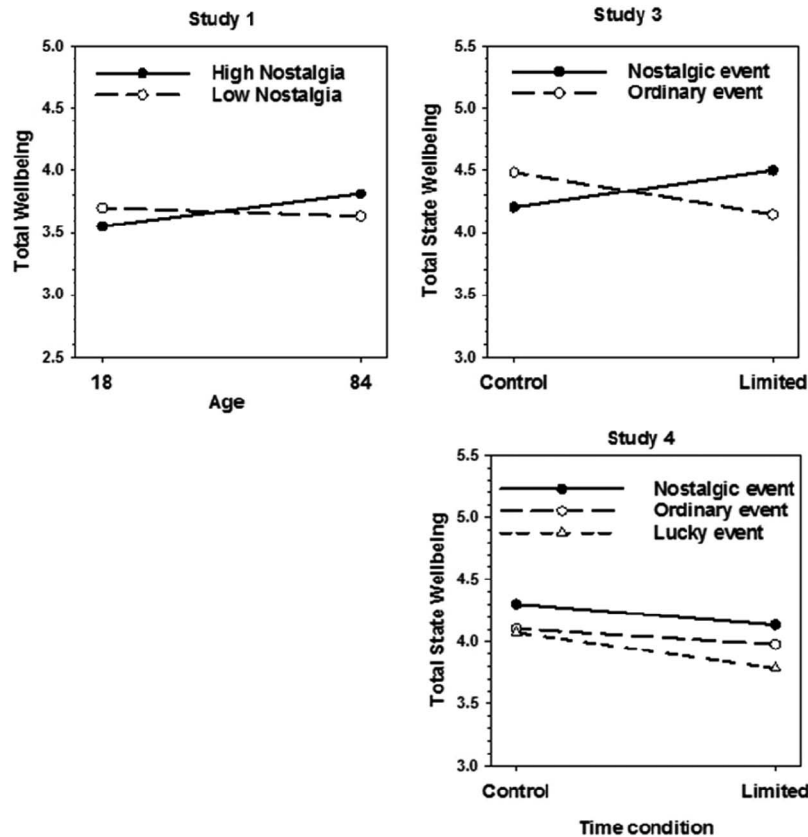 Study 1
5.0
4.5
4.0
3.5
3.0
2.5
Total Wellbeing
High Nostalgia
Low Nostalgia
18
84
Age
Study 3
5.5
5.0
4.5
4.0
3.5
3.0
Total State Wellbeing
Nostalgic event
Ordinary event
Control
Limited
Study 4
5.5
5.0
4.5
4.0
3.5
3.0
Total State Wellbeing
Nostalgic event
Ordinary event
Lucky event
Control
Limited
Time condition